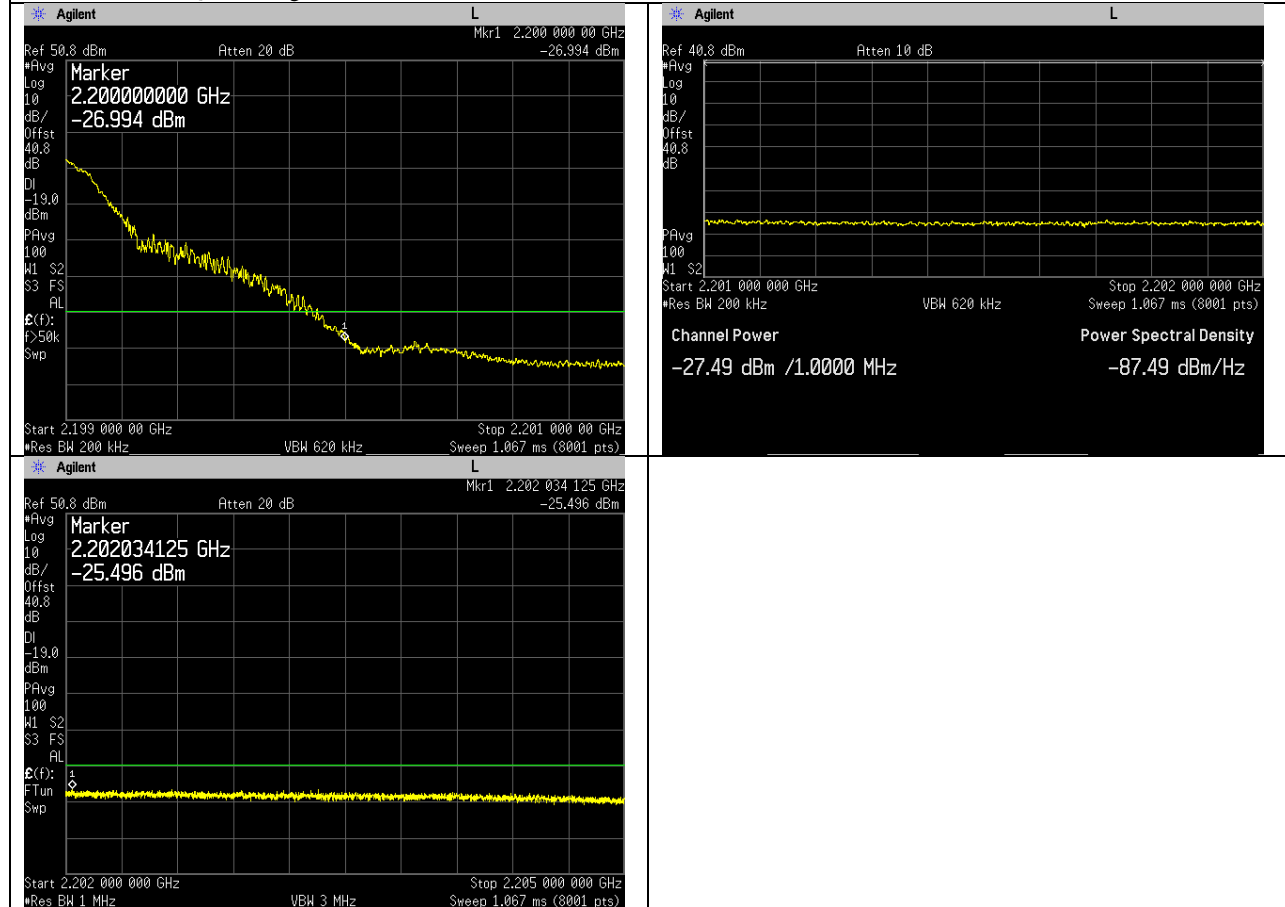 Agilent L
Mkr1 2.200 000 00 GHz
Ref 50.8 dBm Atten 20 dB -26.994 dBm
#Avg
Log
10
dB/
Offst
40.8
dB
DI
-19.0
dBm
PAvg
100
W1 S2
S3 FS
AL
£(f):
f>50k
Swp
Marker
2.200000000 GHz
-26.994 dBm
1
Start 2.199 000 00 GHz Stop 2.201 000 00 GHz
#Res BW 200 kHz VBW 620 kHz Sweep 1.067 ms (8001 pts)
Agilent L
Ref 40.8 dBm Atten 10 dB
#Avg
Log
10
dB/
Offst
40.8
dB
PAvg
100
W1 S2
Start 2.201 000 000 GHz Stop 2.202 000 000 GHz
#Res BW 200 kHz VBW 620 kHz Sweep 1.067 ms (8001 pts)
Channel Power Power Spectral Density
-27.49 dBm /1.0000 MHz -87.49 dBm/Hz
Agilent L
Mkr1 2.202 034 125 GHz
Ref 50.8 dBm Atten 20 dB -25.496 dBm
#Avg
Log
10
dB/
Offst
40.8
dB
DI
-19.0
dBm
PAvg
100
W1 S2
S3 FS
AL
£(f):
FTun
Swp
Marker
2.202034125 GHz
-25.496 dBm
1
Start 2.202 000 000 GHz Stop 2.205 000 000 GHz
#Res BW 1 MHz VBW 3 MHz Sweep 1.067 ms (8001 pts)